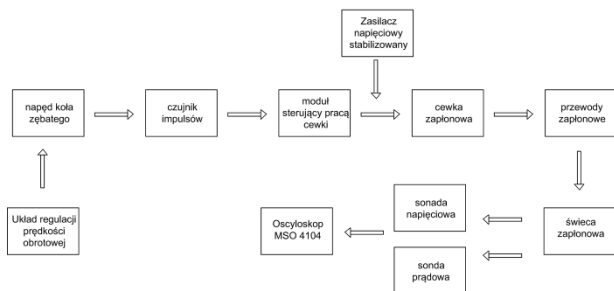 Zasilacz
napięciowy
stabilizowany
napęd koła
zębatego
czujnik
impulsów
moduł
sterujący pracą
cewki
cewka
zapłonowa
przewody
zapłonowe
Układ regulacji
prędkości
obrotowej
Oscyloskop
MSO 4104
sonada
napięciowa
sonda
prądowa
świeca
zapłonowa